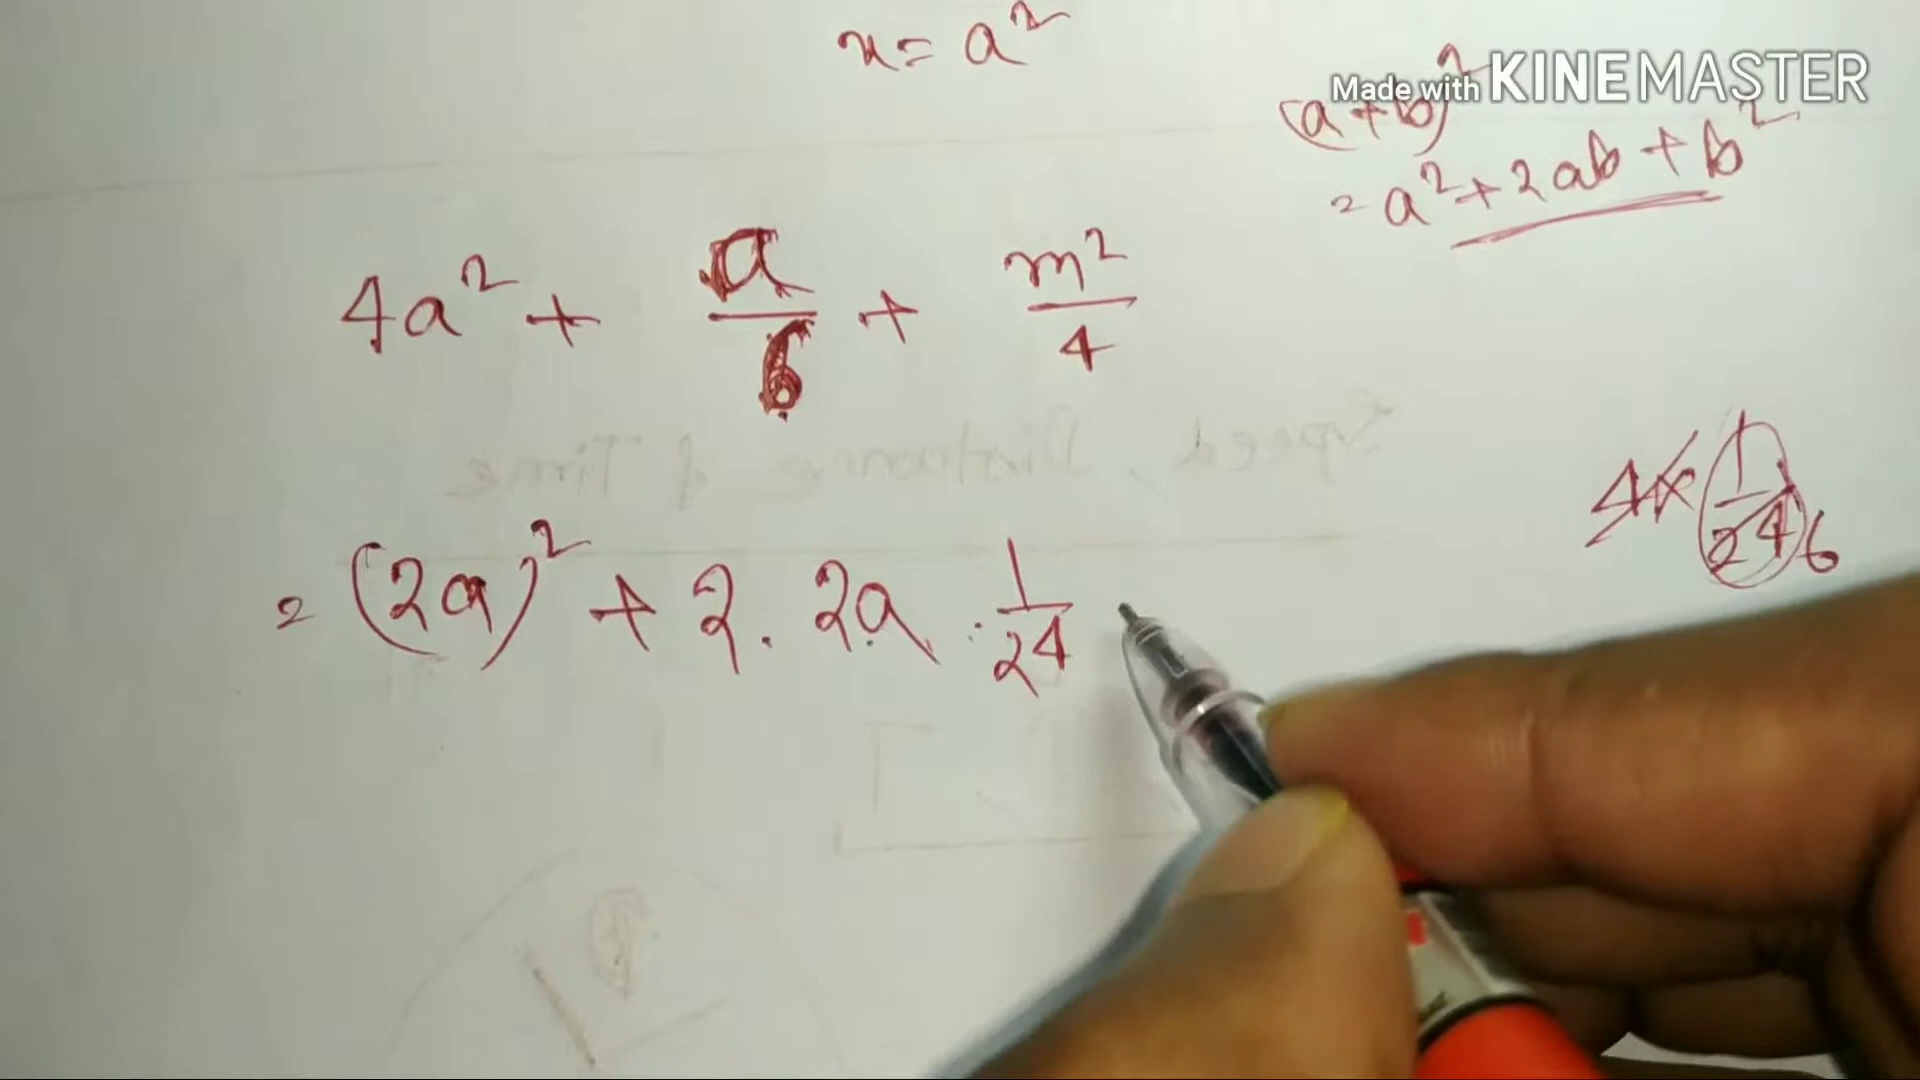 x = a²
Made with KINEMASTER
(a+b)²
= a² + 2ab + b²
4a² + a/6 + m²/4
4 × 1/24 6
= (2a)² + 2 . 2a . 1/24